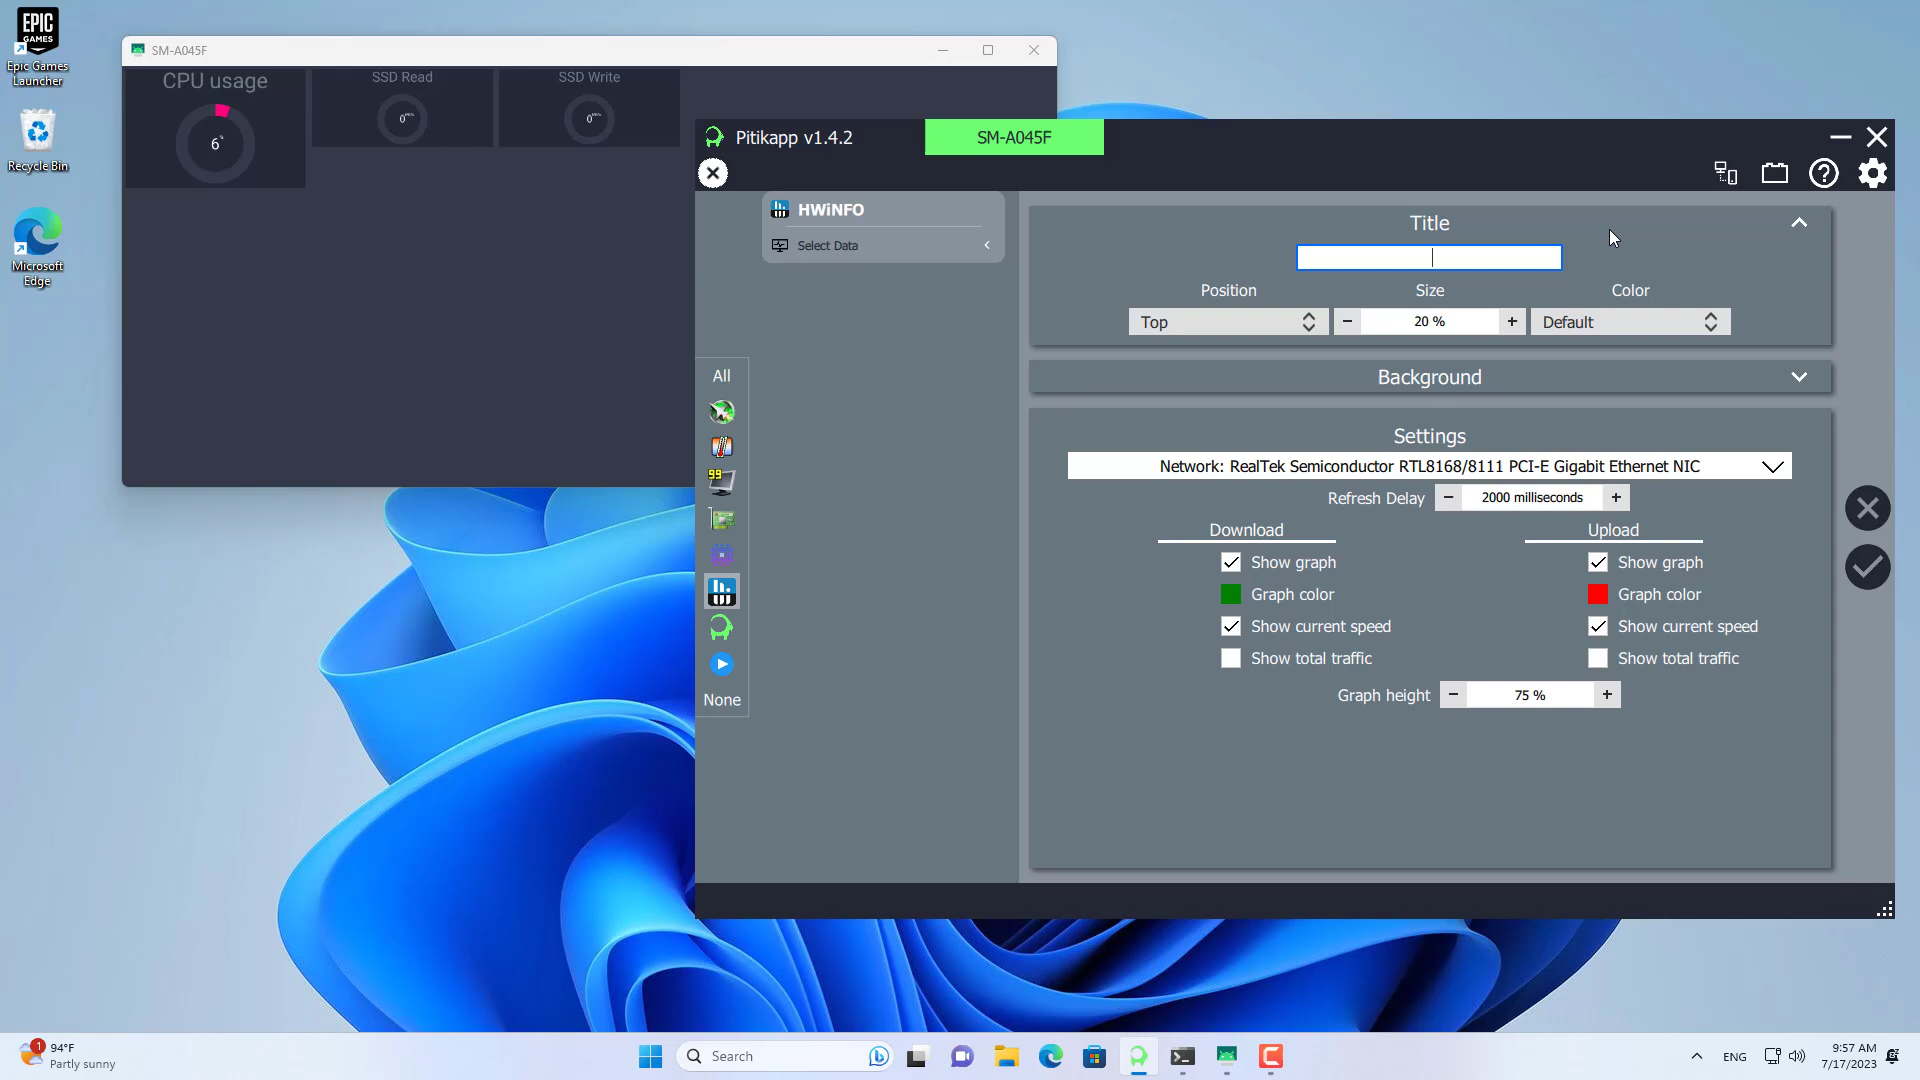 EPIC
GAMES
Epic Games
Launcher
Recycle Bin
Microsoft
Edge
SM-A045F
CPU usage
6 %
SSD Read
0
SSD Write
0
Pitikapp v1.4.2
SM-A045F
HWiNFO
Select Data
All
99
None
Title
Position
Size
Color
Top
20 %
Default
Background
Settings
Network: RealTek Semiconductor RTL8168/8111 PCI-E Gigabit Ethernet NIC
Refresh Delay
2000 milliseconds
Download
Upload
Show graph
Show graph
Graph color
Graph color
Show current speed
Show current speed
Show total traffic
Show total traffic
Graph height
75 %
1
94°F
Partly sunny
Search
ENG
9:57 AM
7/17/2023